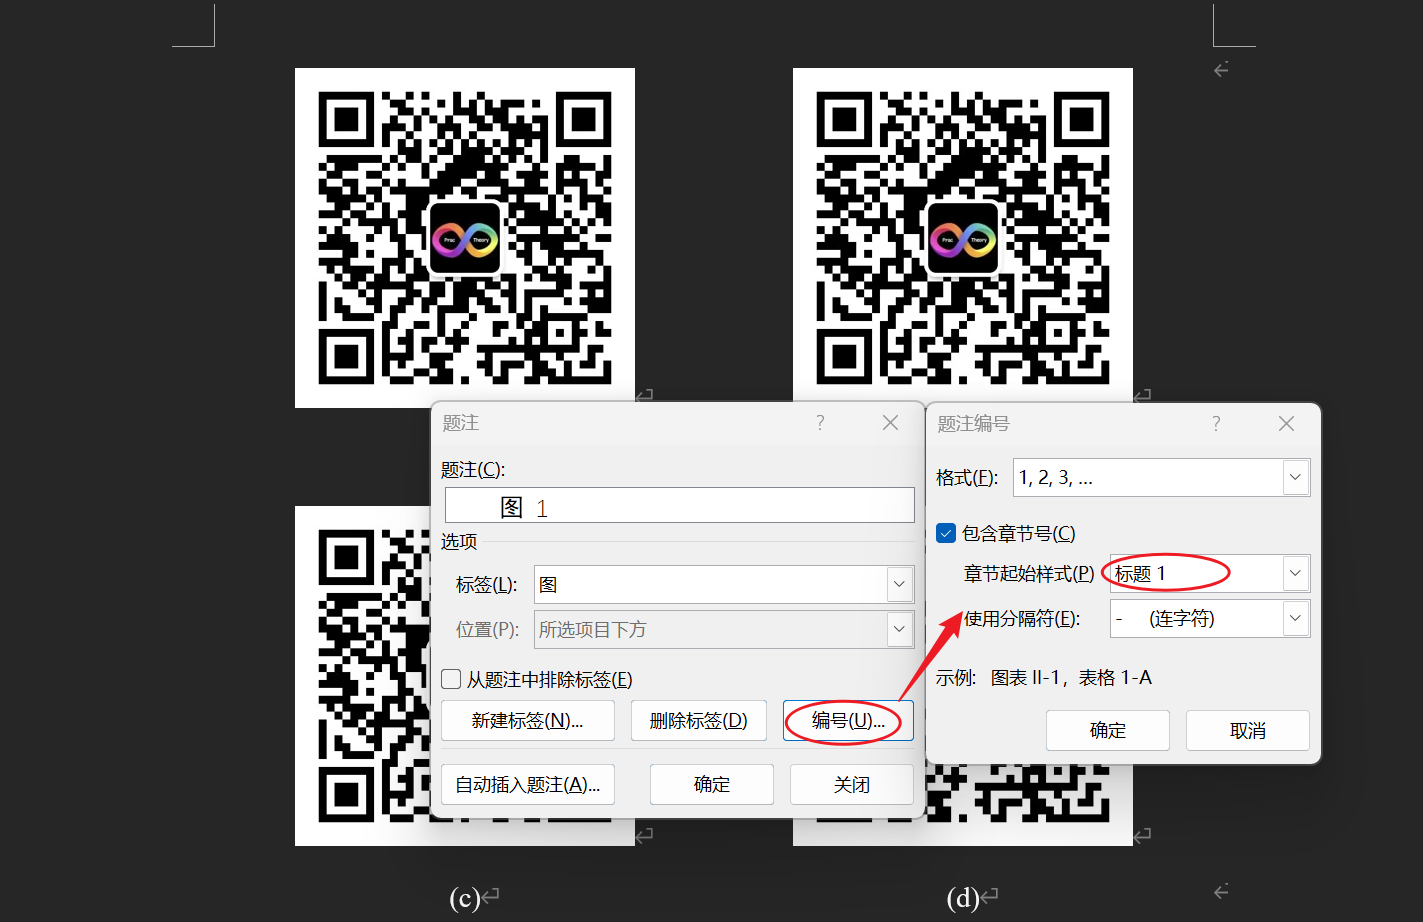 Prac Theory
Prac Theory
题注 ?
题注(C):
图 1
选项
标签(L): 图
位置(P): 所选项目下方
从题注中排除标签(E)
新建标签(N)... 删除标签(D) 编号(U)...
自动插入题注(A)... 确定 关闭
题注编号 ?
格式(F): 1, 2, 3, ...
包含章节号(C)
章节起始样式(P) 标题 1
使用分隔符(E): - (连字符)
示例: 图表 II-1，表格 1-A
确定 取消
(c) (d)